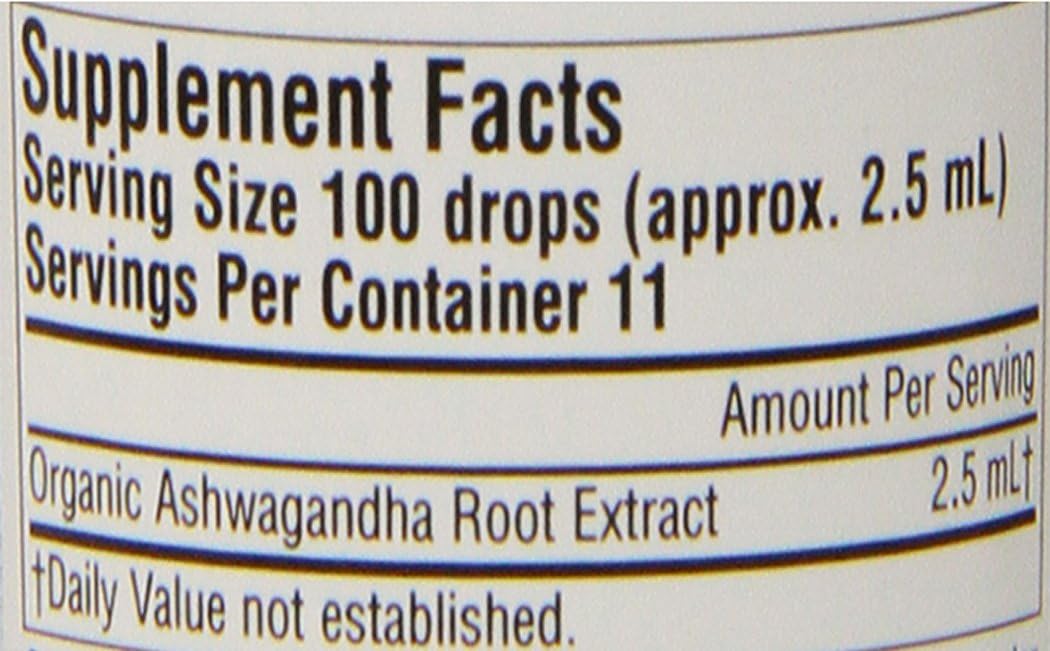 Supplement Facts
Serving Size 100 drops (approx. 2.5 mL)
Servings Per Container 11
Amount Per Serving
Organic Ashwagandha Root Extract 2.5 mL†
†Daily Value not established.